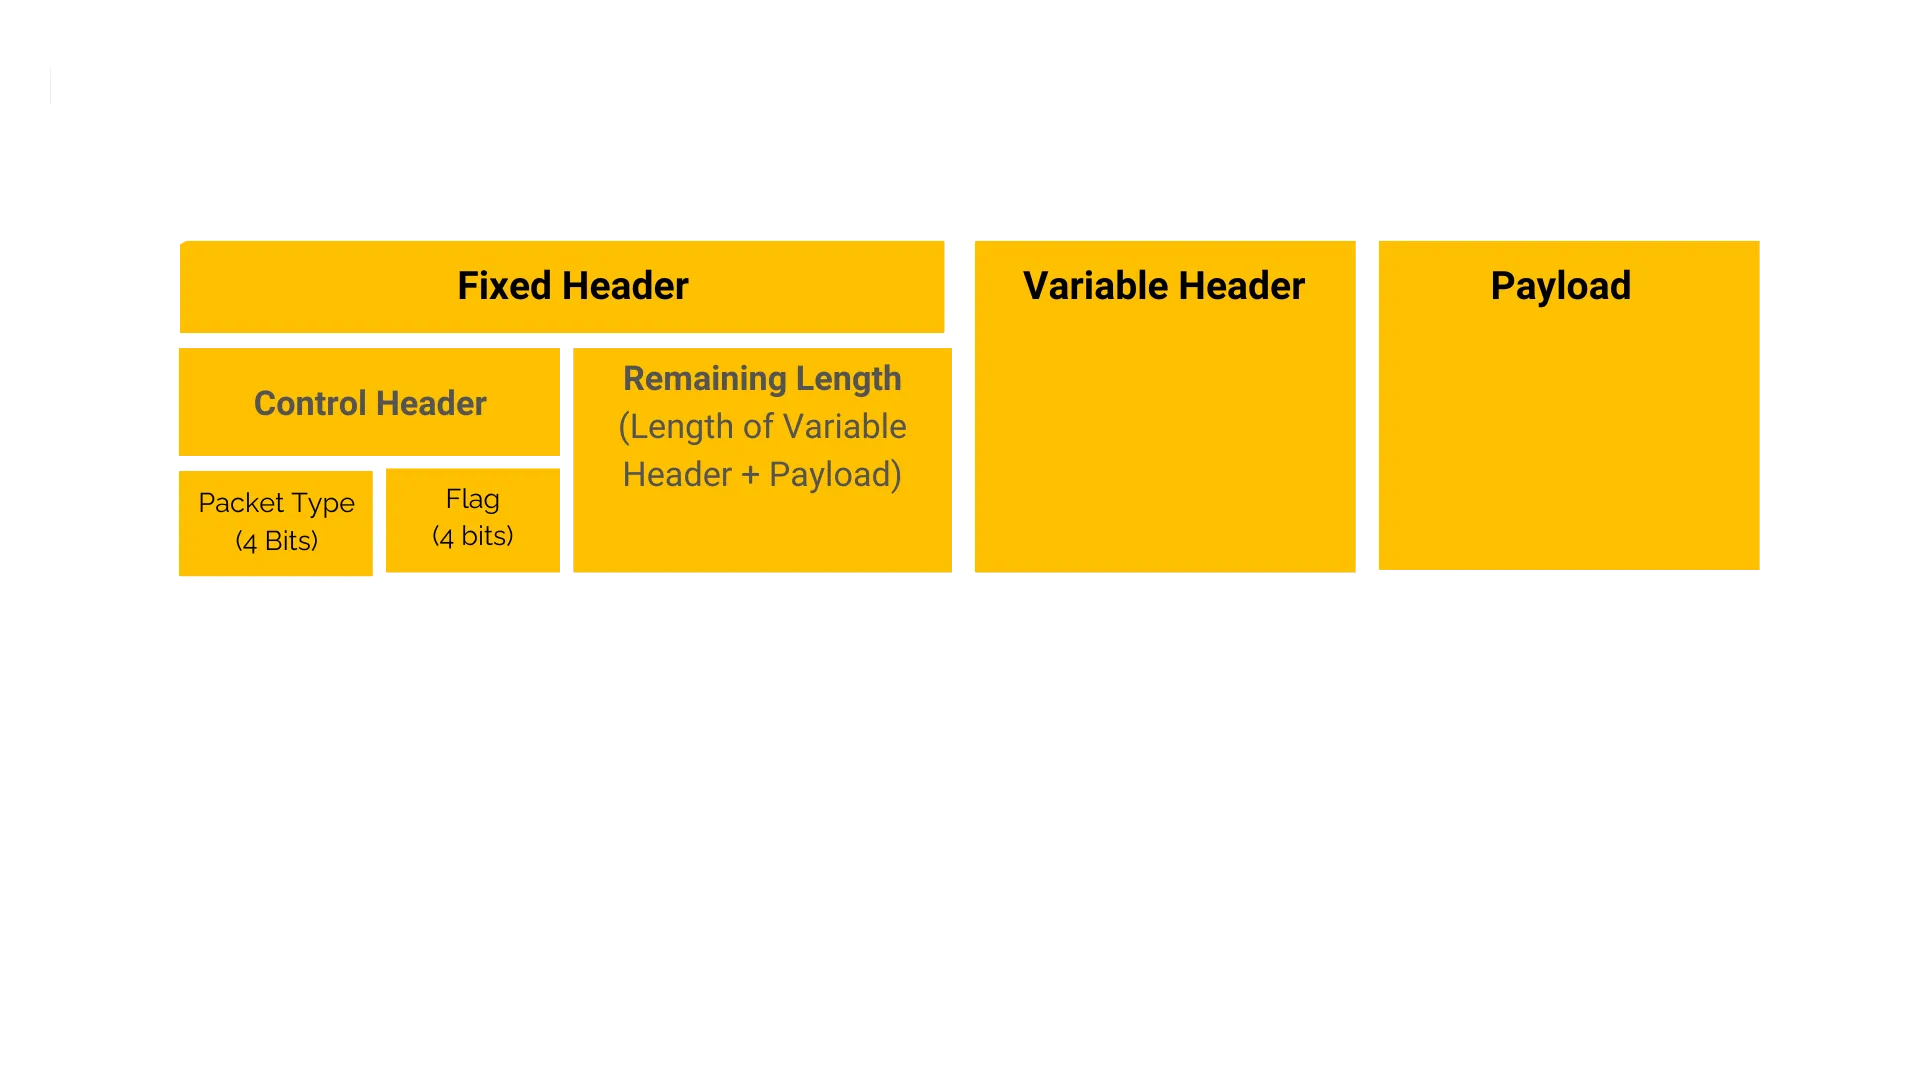 Fixed Header
Variable Header
Payload
Control Header
Remaining Length
(Length of Variable
Header + Payload)
Packet Type
(4 Bits)
Flag
(4 bits)